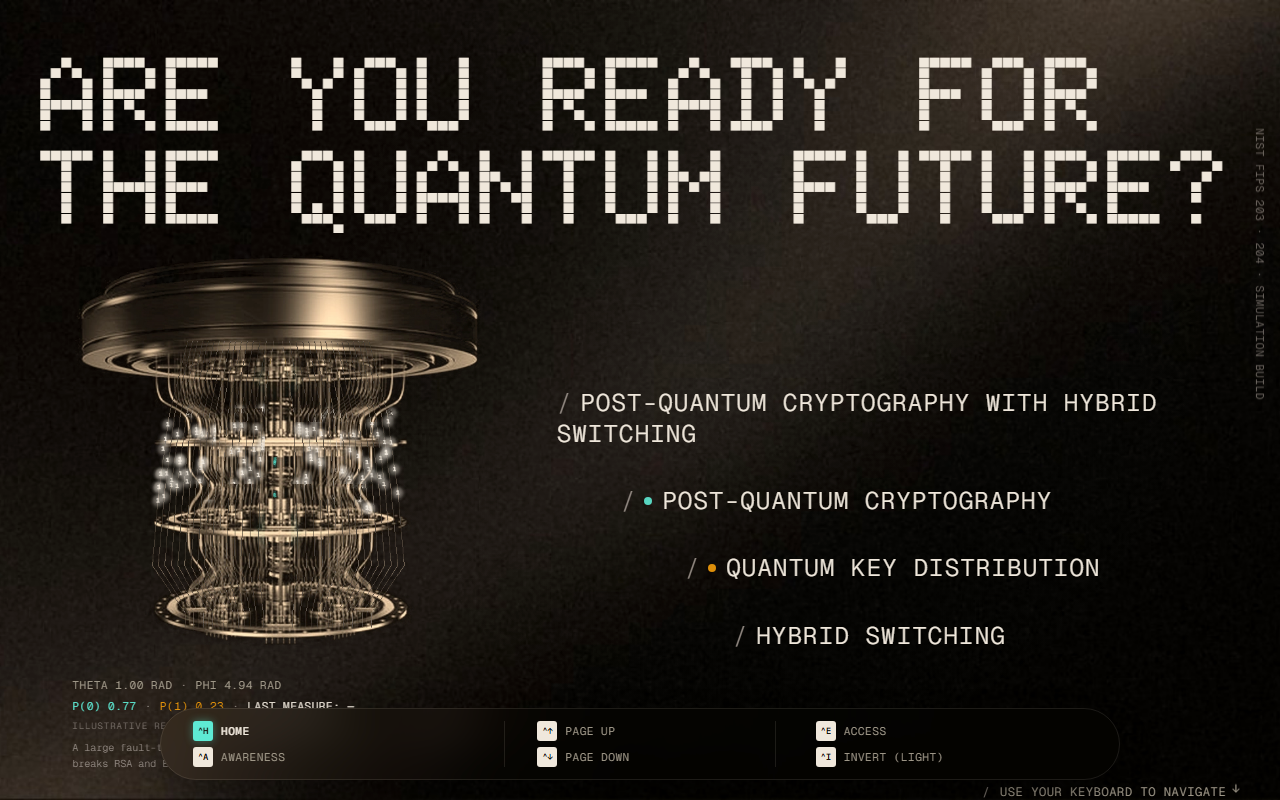 ARE YOU READY FOR
THE QUANTUM FUTURE?
NIST FIPS 203 · 204 · SIMULATION BUILD
/ POST-QUANTUM CRYPTOGRAPHY WITH HYBRID
SWITCHING
/ • POST-QUANTUM CRYPTOGRAPHY
/ • QUANTUM KEY DISTRIBUTION
/ HYBRID SWITCHING
THETA 1.00 RAD · PHI 4.94 RAD
P(0) 0.77 · P(1) 0.23 · LAST MEASURE: —
ILLUSTRATIVE
A large
breaks RSA and
^H HOME
^A AWARENESS
^↑ PAGE UP
^↓ PAGE DOWN
^E ACCESS
^I INVERT (LIGHT)
/ USE YOUR KEYBOARD TO NAVIGATE ↓